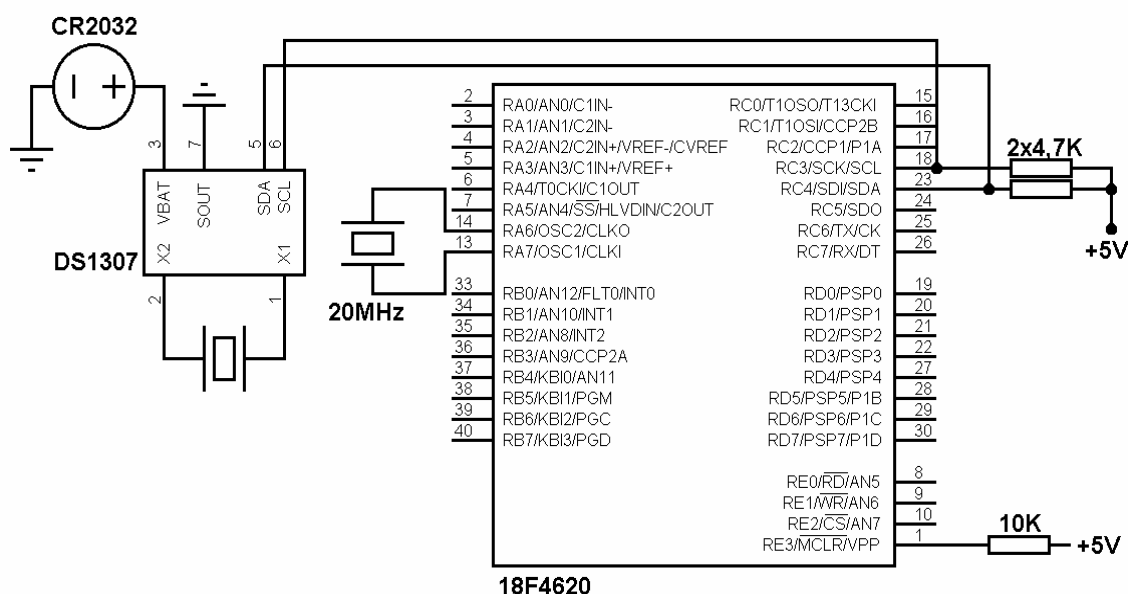 CR2032
3
7
5
6
VBAT
SOUT
SDA
SCL
X2
X1
DS1307
2
1
20MHz
2 RA0/AN0/C1IN-
3 RA1/AN1/C2IN-
4 RA2/AN2/C2IN+/VREF-/CVREF
5 RA3/AN3/C1IN+/VREF+
6 RA4/T0CKI/C1OUT
7 RA5/AN4/SS/HLVDIN/C2OUT
14 RA6/OSC2/CLKO
13 RA7/OSC1/CLKI
33 RB0/AN12/FLT0/INT0
34 RB1/AN10/INT1
35 RB2/AN8/INT2
36 RB3/AN9/CCP2A
37 RB4/KBI0/AN11
38 RB5/KBI1/PGM
39 RB6/KBI2/PGC
40 RB7/KBI3/PGD
RC0/T1OSO/T13CKI 15
RC1/T1OSI/CCP2B 16
RC2/CCP1/P1A 17
RC3/SCK/SCL 18
RC4/SDI/SDA 23
RC5/SDO 24
RC6/TX/CK 25
RC7/RX/DT 26
RD0/PSP0 19
RD1/PSP1 20
RD2/PSP2 21
RD3/PSP3 22
RD4/PSP4 27
RD5/PSP5/P1B 28
RD6/PSP6/P1C 29
RD7/PSP7/P1D 30
RE0/RD/AN5 8
RE1/WR/AN6 9
RE2/CS/AN7 10
RE3/MCLR/VPP 1
2x4,7K
+5V
10K
+5V
18F4620